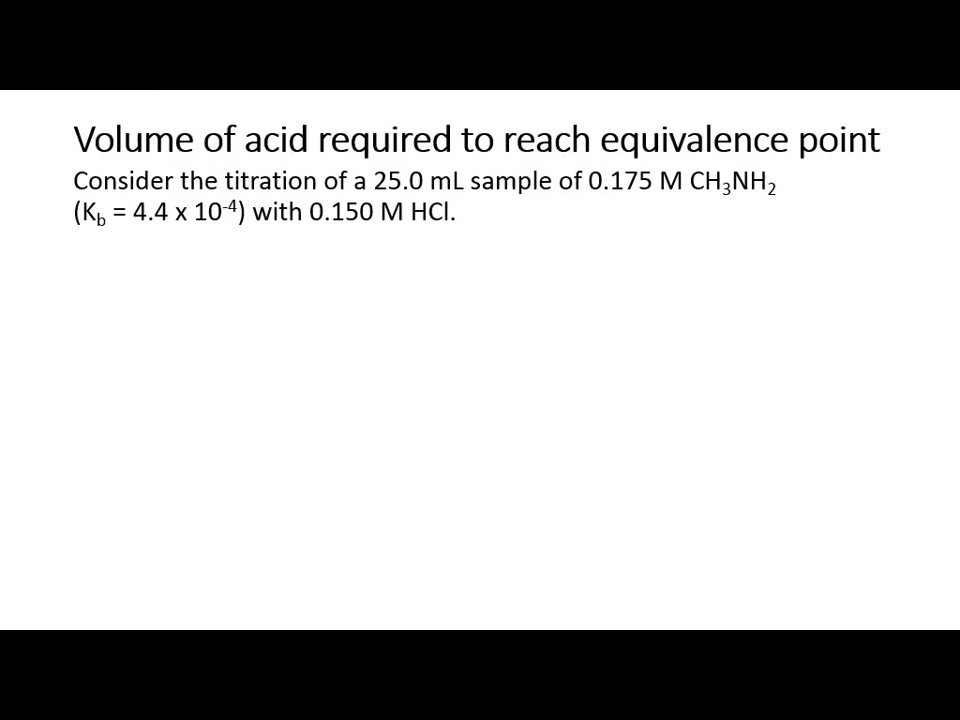 Volume of acid required to reach equivalence point
Consider the titration of a 25.0 mL sample of 0.175 M CH₃NH₂
(K_b = 4.4 x 10⁻⁴) with 0.150 M HCl.